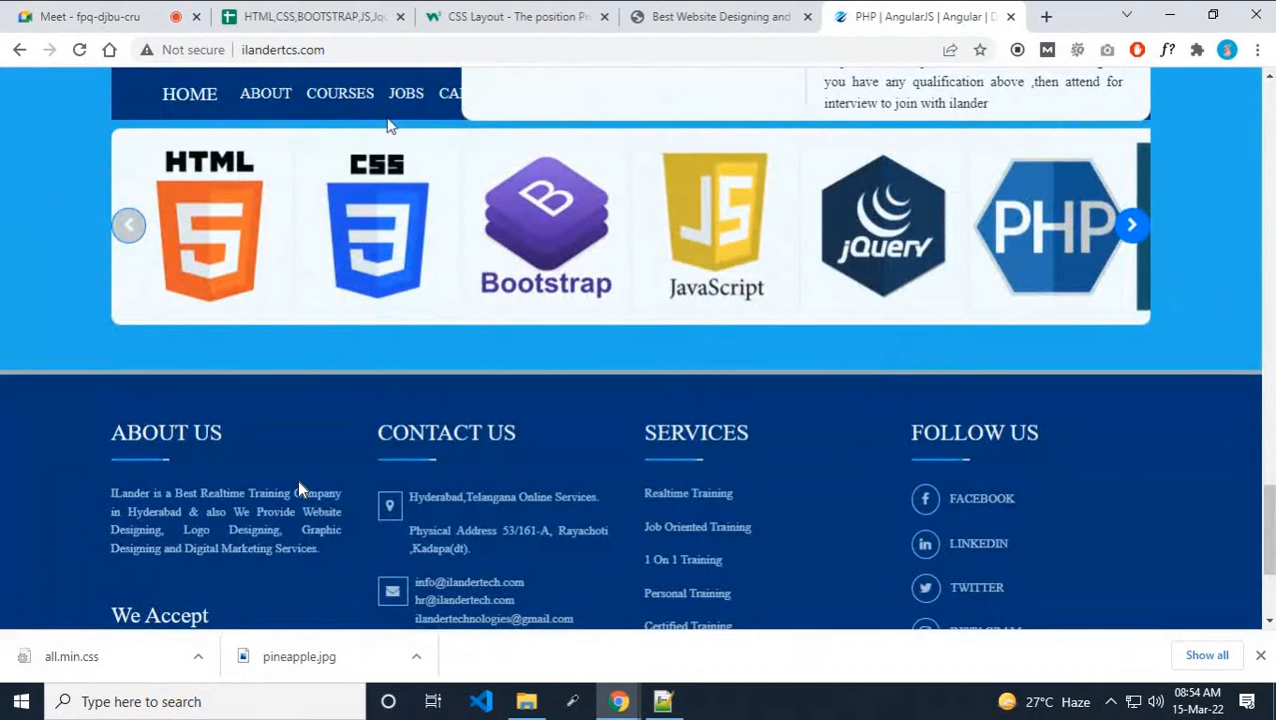 Meet - fpq-djbu-cru
HTML,CSS,BOOTSTRAP,JS,Jq
CSS Layout - The position Pr
Best Website Designing and
PHP | AngularJS | Angular | D
Not secure
ilandertcs.com
HOME ABOUT COURSES JOBS CA
you have any qualification above ,then attend for
interview to join with ilander
HTML
5
CSS
3
B
Bootstrap
JS
JavaScript
jQuery
PHP
ABOUT US
ILander is a Best Realtime Training Company
in Hyderabad & also We Provide Website
Designing, Logo Designing, Graphic
Designing and Digital Marketing Services.
We Accept
CONTACT US
Hyderabad,Telangana Online Services.
Physical Address 53/161-A, Rayachoti
,Kadapa(dt).
info@ilandertech.com
hr@ilandertech.com
ilandertechnologies@gmail.com
SERVICES
Realtime Training
Job Oriented Training
1 On 1 Training
Personal Training
Certified Training
FOLLOW US
FACEBOOK
LINKEDIN
TWITTER
INSTAGRAM
all.min.css
pineapple.jpg
Show all
Type here to search
27°C Haze
08:54 AM
15-Mar-22